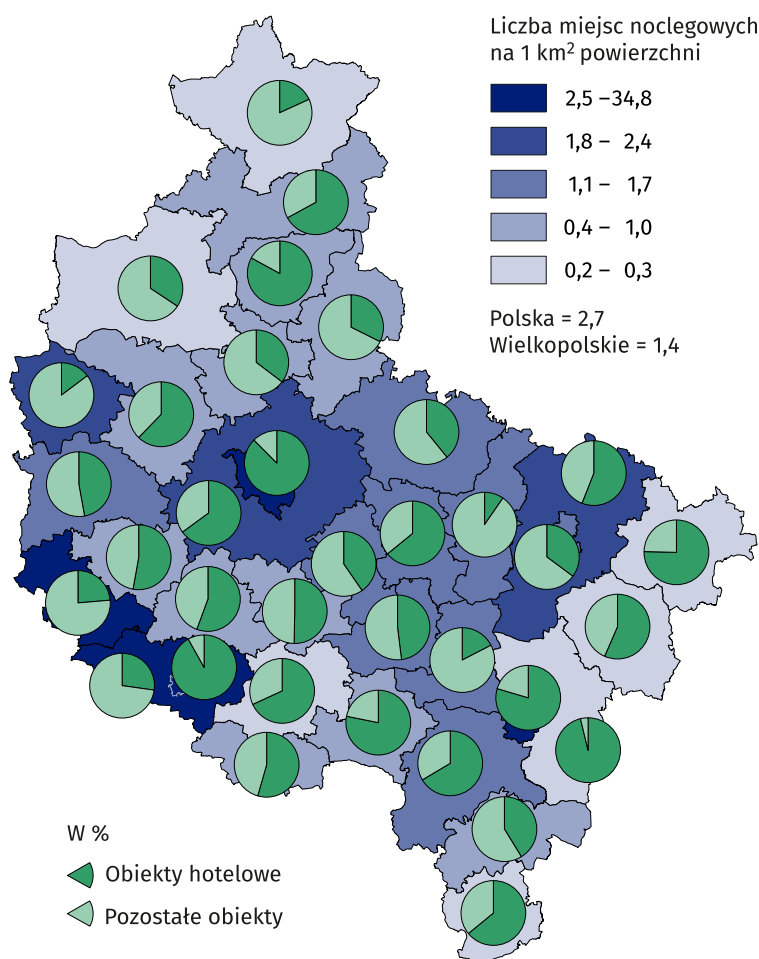 Liczba miejsc noclegowych
na 1 km² powierzchni
2,5 –34,8
1,8 – 2,4
1,1 – 1,7
0,4 – 1,0
0,2 – 0,3
Polska = 2,7
Wielkopolskie = 1,4
W %
Obiekty hotelowe
Pozostałe obiekty